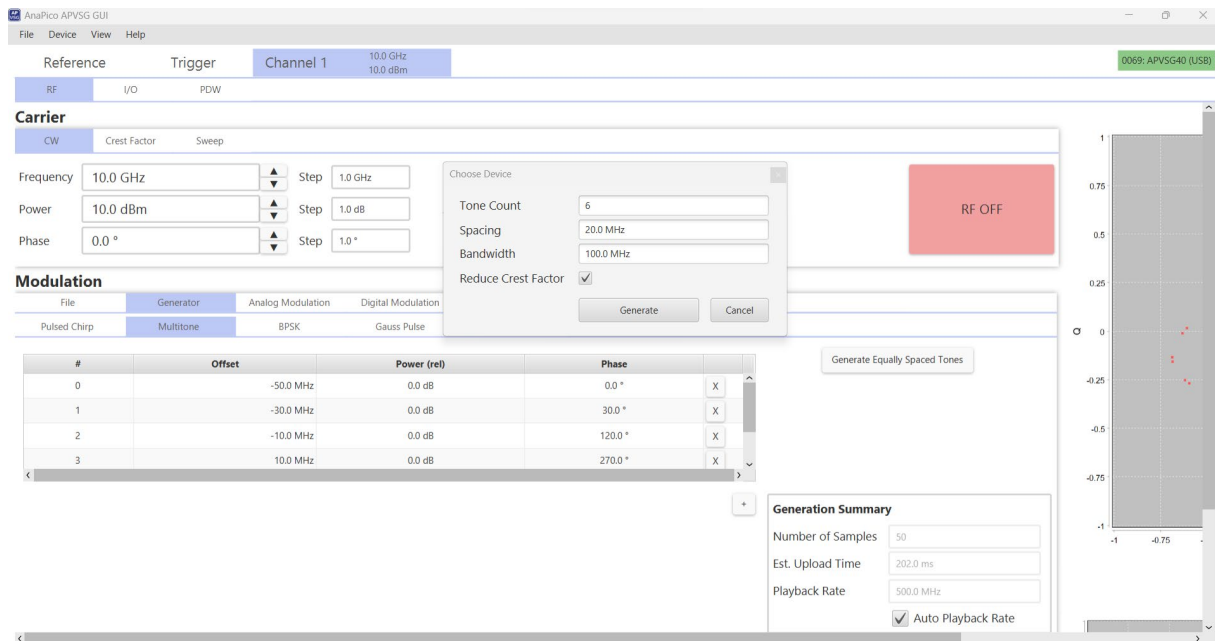 AnaPico APVSG GUI
File Device View Help
Reference Trigger Channel 1 10.0 GHz
10.0 dBm
0069: APVSG40 (USB)
RF I/O PDW
Carrier
CW Crest Factor Sweep
Frequency 10.0 GHz Step 1.0 GHz
Power 10.0 dBm Step 1.0 dB
Phase 0.0 ° Step 1.0 °
Choose Device
Tone Count 6
Spacing 20.0 MHz
Bandwidth 100.0 MHz
Reduce Crest Factor
Generate Cancel
RF OFF
Modulation
File Generator Analog Modulation Digital Modulation
Pulsed Chirp Multitone BPSK Gauss Pulse
# Offset Power (rel) Phase
0 -50.0 MHz 0.0 dB 0.0 ° X
1 -30.0 MHz 0.0 dB 30.0 ° X
2 -10.0 MHz 0.0 dB 120.0 ° X
3 10.0 MHz 0.0 dB 270.0 ° X
+
Generate Equally Spaced Tones
Generation Summary
Number of Samples 50
Est. Upload Time 202.0 ms
Playback Rate 500.0 MHz
Auto Playback Rate
1
0.75
0.5
0.25
Q 0
-0.25
-0.5
-0.75
-1
-1 -0.75